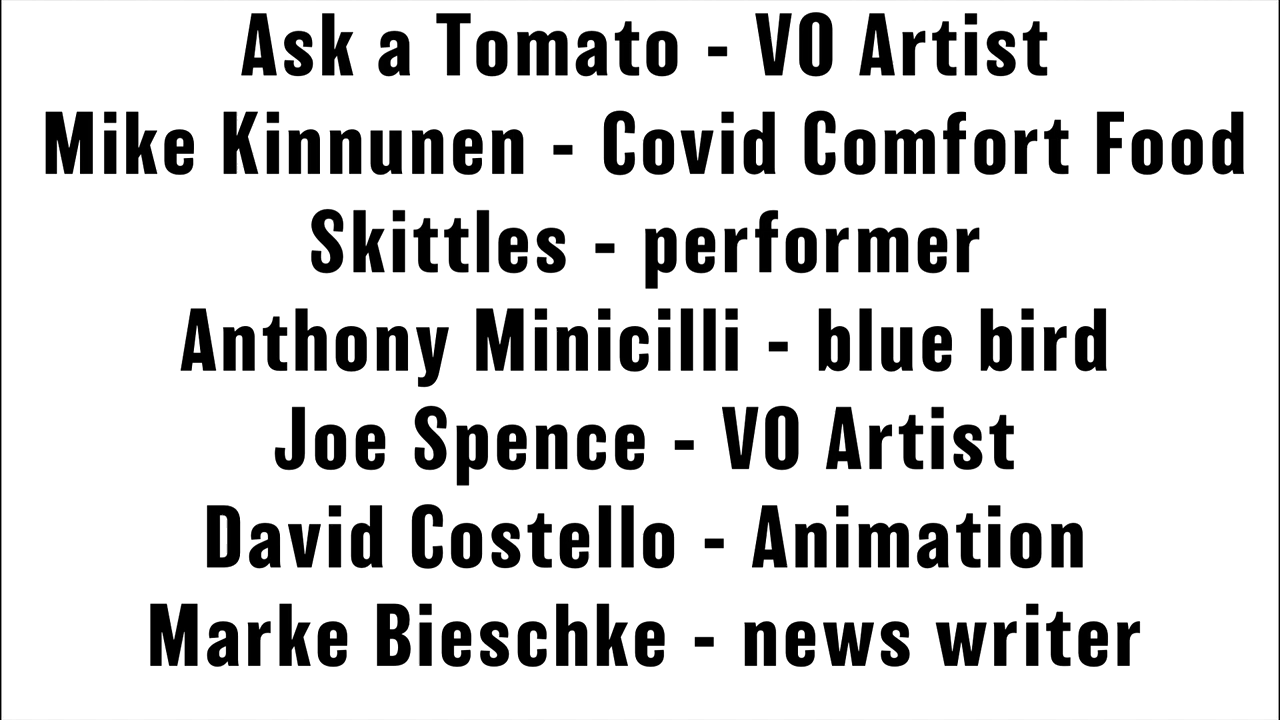 Ask a Tomato - VO Artist
Mike Kinnunen - Covid Comfort Food
Skittles - performer
Anthony Minicilli - blue bird
Joe Spence - VO Artist
David Costello - Animation
Marke Bieschke - news writer